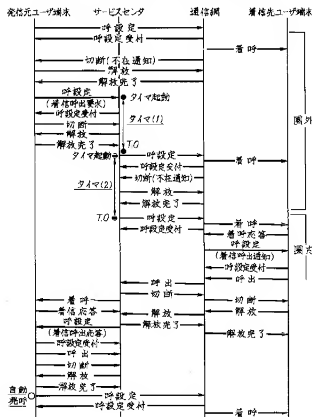 発信元ユーザ端末 サービスセンタ 通信網 着信先ユーザ端末
呼設定
呼設定受付
着呼
切断(不在通知)
解放
解放完了
呼設定
(着信呼出要求)
タイマ起動
呼設定受付
タイマ(1)
切断
解放
解放完了
T.O
タイマ起動
呼設定
着呼
呼設定受付
切断(不在通知)
タイマ(2)
解放
解放完了
T.O
呼設定
着呼
呼設定受付
着呼応答
呼設定
(着信呼出通知)
呼設定受付
呼出
呼出
切断
着呼
切断
着信応答
解放
解放
呼設定
解放完了
(着信呼出応答)
解放完了
呼設定受付
呼出
切断
解放
解放完了
自動
発呼
呼設定
呼設定受付
着呼
圏外
圏内